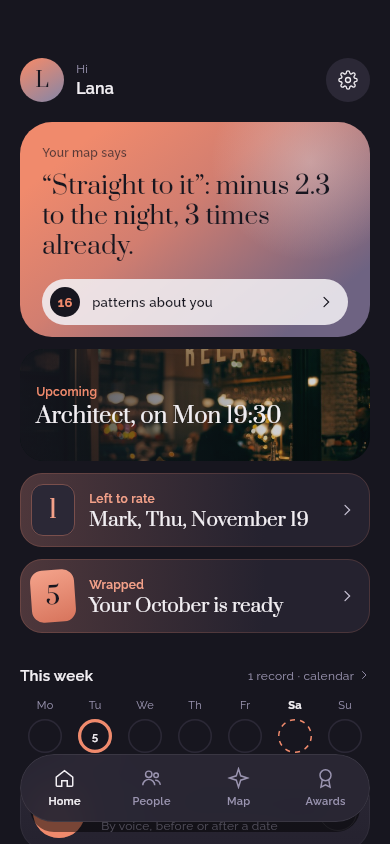 L
Hi
Lana
Your map says
“Straight to it”: minus 2.3
to the night, 3 times
already.
16 patterns about you
RELAX
Upcoming
Architect, on Mon 19:30
1
Left to rate
Mark, Thu, November 19
5
Wrapped
Your October is ready
This week
1 record · calendar
Mo Tu We Th Fr Sa Su
5
Home People Map Awards
By voice, before or after a date